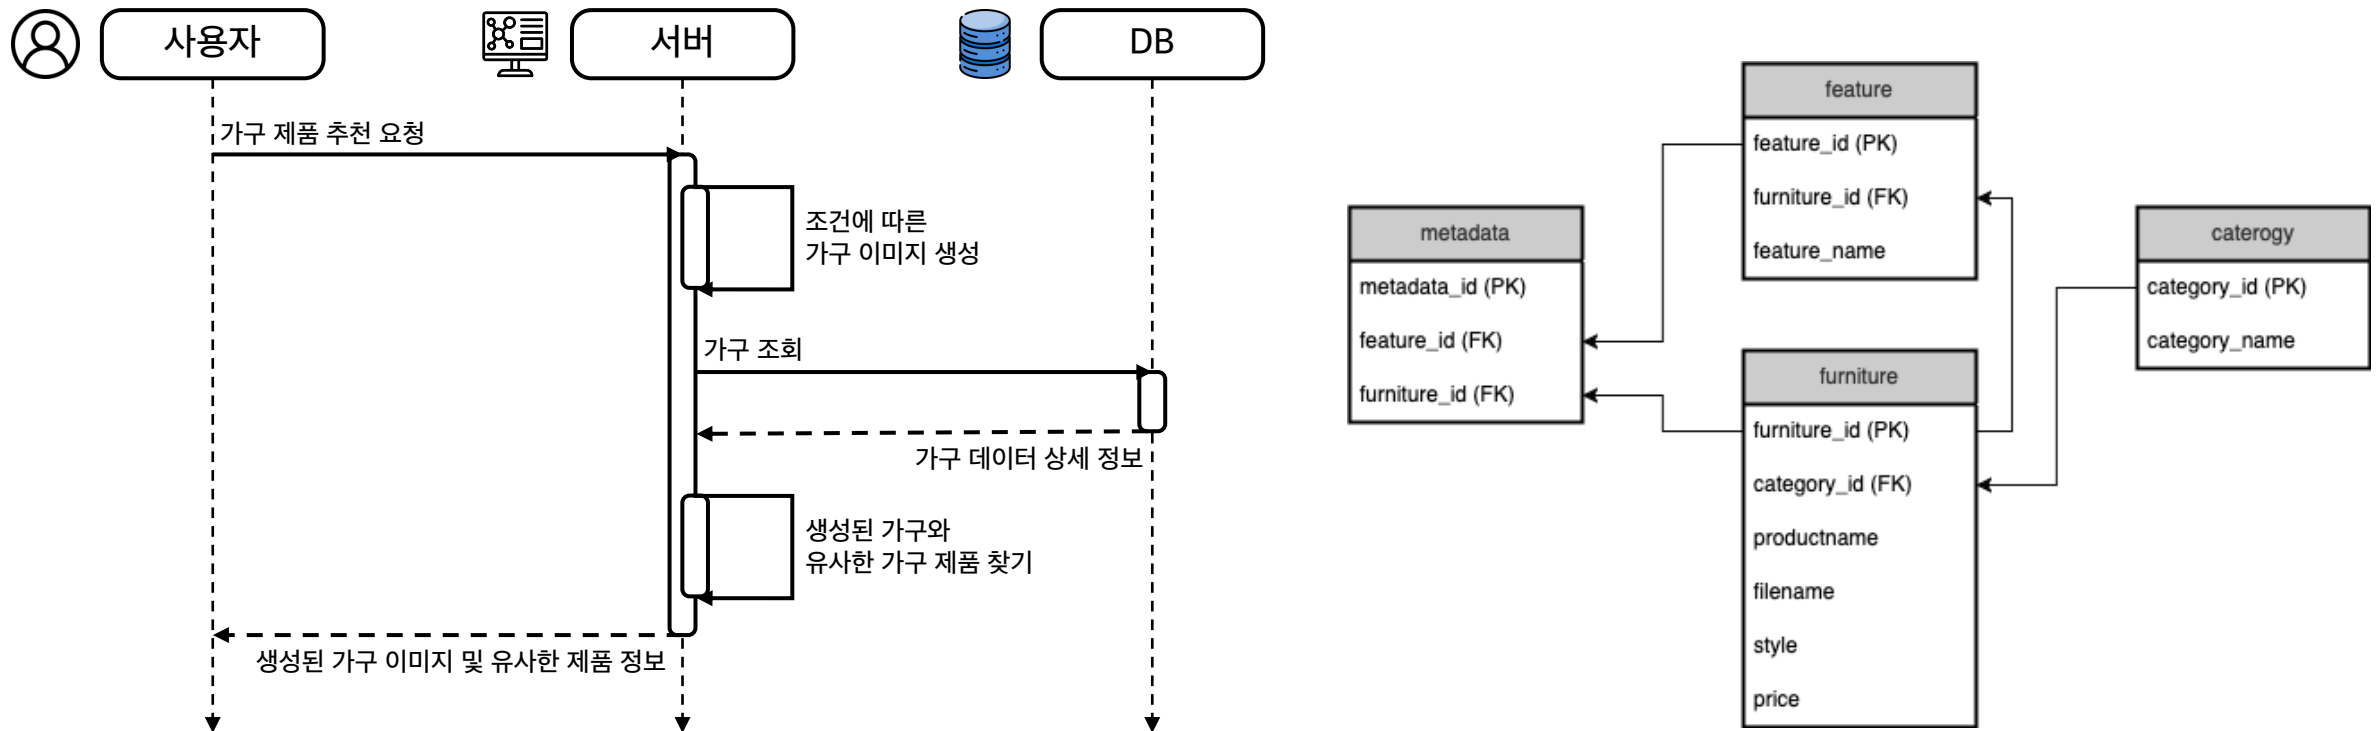 사용자
서버
DB
가구 제품 추천 요청
조건에 따른
가구 이미지 생성
가구 조회
가구 데이터 상세 정보
생성된 가구와
유사한 가구 제품 찾기
생성된 가구 이미지 및 유사한 제품 정보
metadata
metadata_id (PK)
feature_id (FK)
furniture_id (FK)
feature
feature_id (PK)
furniture_id (FK)
feature_name
furniture
furniture_id (PK)
category_id (FK)
productname
filename
style
price
caterogy
category_id (PK)
category_name